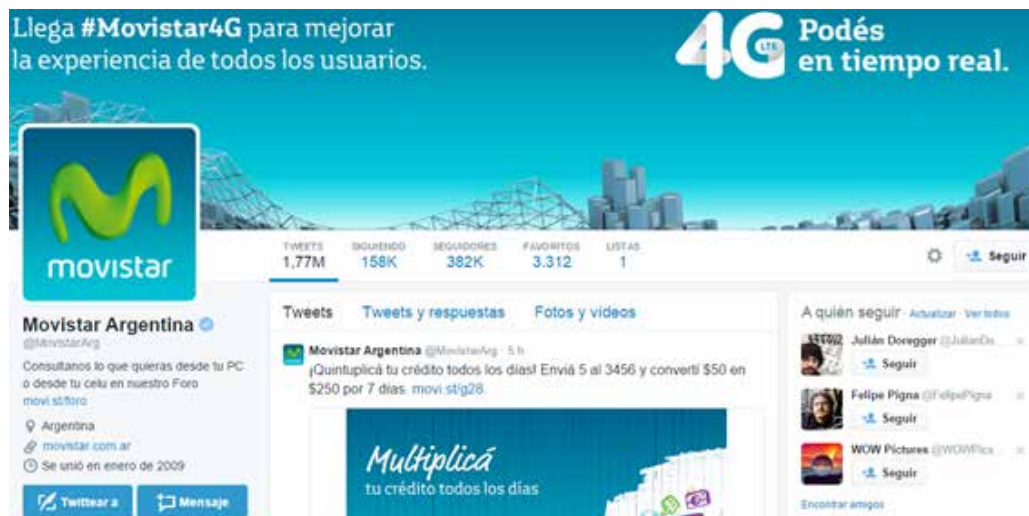 Llega #Movistar4G para mejorar
la experiencia de todos los usuarios.
4G LTE
Podés
en tiempo real.
movistar
TWEETS SIGUIENDO SEGUIDORES FAVORITOS LISTAS
1,77M 158K 382K 3.312 1
Seguir
Movistar Argentina
@MovistarArg
Consultanos lo que quieras desde tu PC
o desde tu celu en nuestro Foro
movi.st/foro
Argentina
movistar.com.ar
Se unió en enero de 2009
Twittear a
Mensaje
Tweets Tweets y respuestas Fotos y videos
Movistar Argentina @MovistarArg · 5 h
¡Quintuplicá tu crédito todos los días! Enviá 5 al 3456 y convertí $50 en
$250 por 7 días. movi.st/g28
Multiplicá
tu crédito todos los días
A quién seguir · Actualizar · Ver todos
Julián Doregger @JulianDo...
Seguir
Felipe Pigna @FelipePigna
Seguir
WOW Pictures @WOWPics...
Seguir
Encontrar amigos